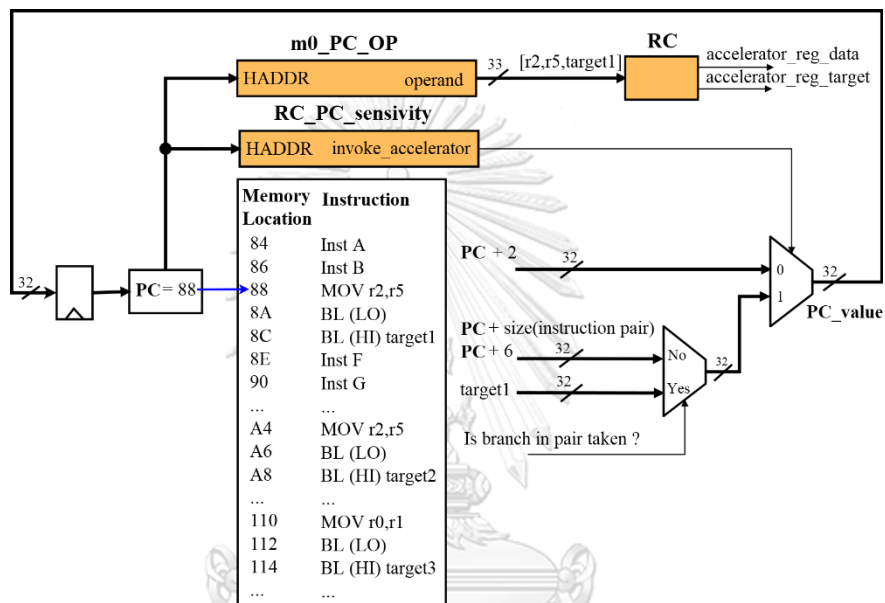 m0_PC_OP
RC
HADDR
operand
33
[r2,r5,target1]
accelerator_reg_data
accelerator_reg_target
RC_PC_sensivity
HADDR
invoke_accelerator
Memory Location Instruction
84 Inst A
86 Inst B
88 MOV r2,r5
8A BL (LO)
8C BL (HI) target1
8E Inst F
90 Inst G
... ...
A4 MOV r2,r5
A6 BL (LO)
A8 BL (HI) target2
... ...
110 MOV r0,r1
112 BL (LO)
114 BL (HI) target3
... ...
32
PC = 88
PC + 2
32
0
1
32
PC_value
PC + size(instruction pair)
PC + 6
32
No
32
target1
32
Yes
Is branch in pair taken ?